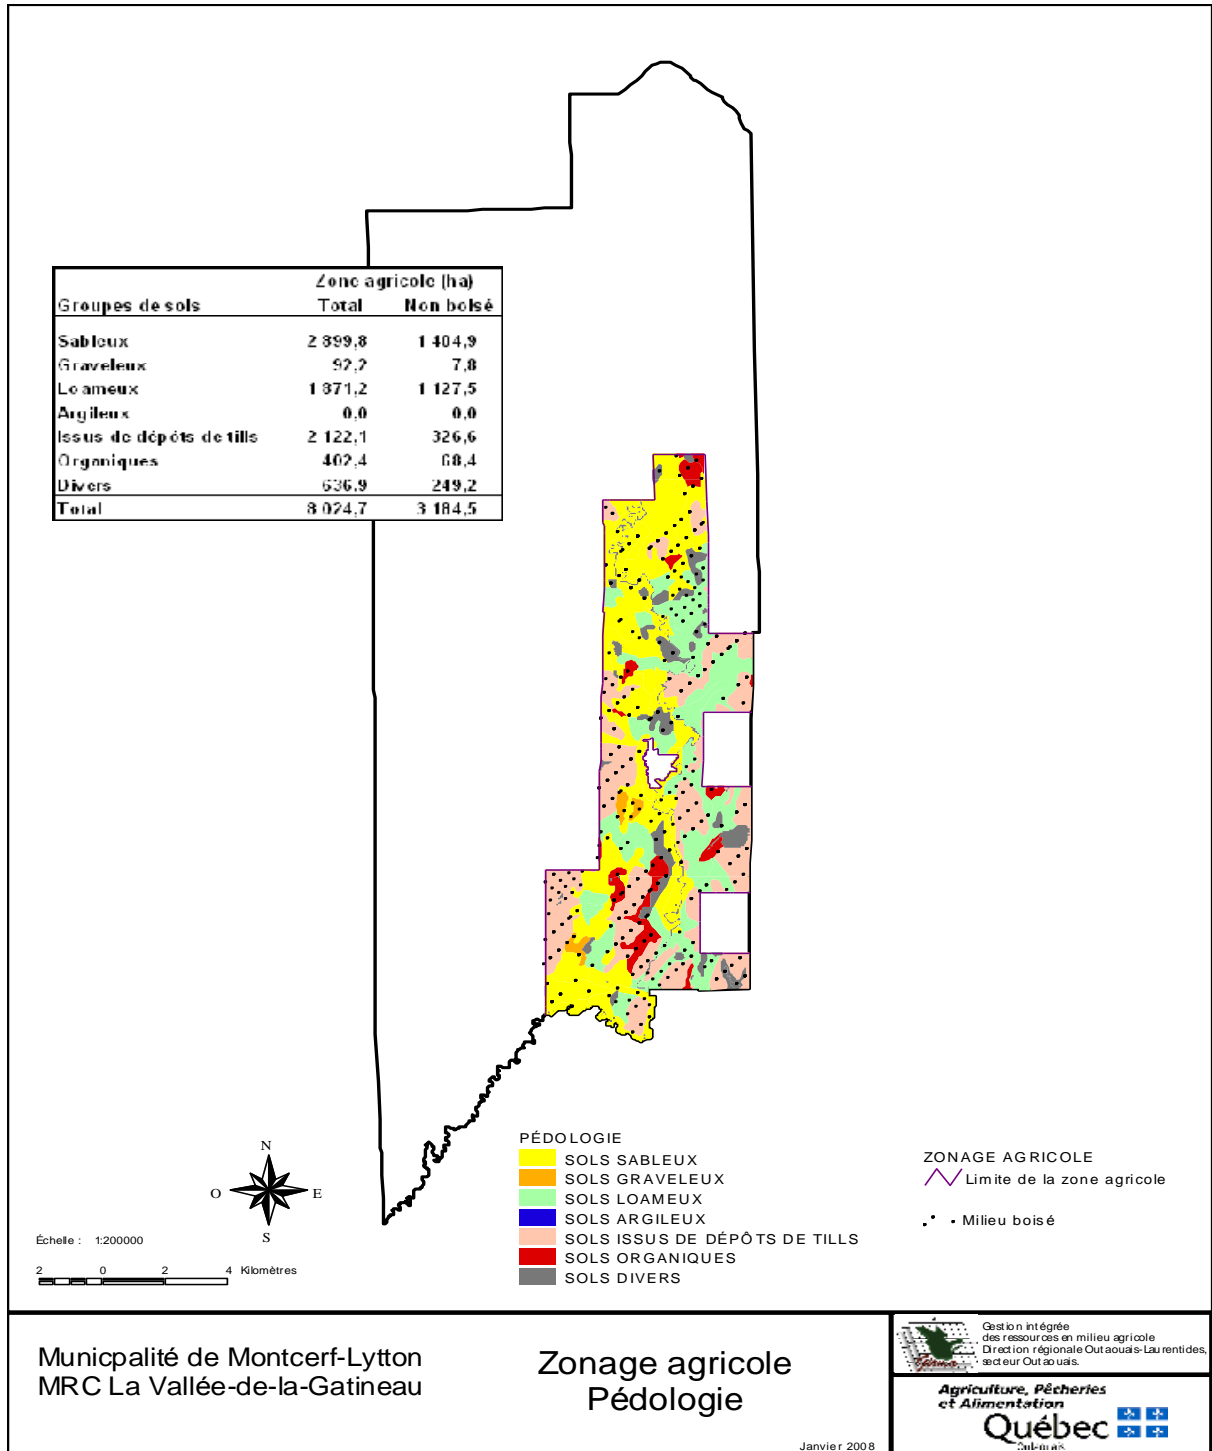 Zone agricole (ha)
Groupes de sols Total Non boisé
Sableux 2 899,8 1 404,9
Graveleux 92,2 7,8
Loameux 1 871,2 1 127,5
Argileux 0,0 0,0
Issus de dépôts de tills 2 122,1 326,6
Organiques 402,4 68,4
Divers 636,9 249,2
Total 8 024,7 3 184,5
N
O E
S
Échelle : 1:200000
2 0 2 4 Kilomètres
PÉDOLOGIE
SOLS SABLEUX
SOLS GRAVELEUX
SOLS LOAMEUX
SOLS ARGILEUX
SOLS ISSUS DE DÉPÔTS DE TILLS
SOLS ORGANIQUES
SOLS DIVERS
ZONAGE AGRICOLE
Limite de la zone agricole
Milieu boisé
Municpalité de Montcerf-Lytton
MRC La Vallée-de-la-Gatineau
Zonage agricole
Pédologie
Janvier 2008
Gestion intégrée
des ressources en milieu agricole
Direction régionale Outaouais-Laurentides,
secteur Outaouais.
Agriculture, Pêcheries
et Alimentation
Québec
Outaouais